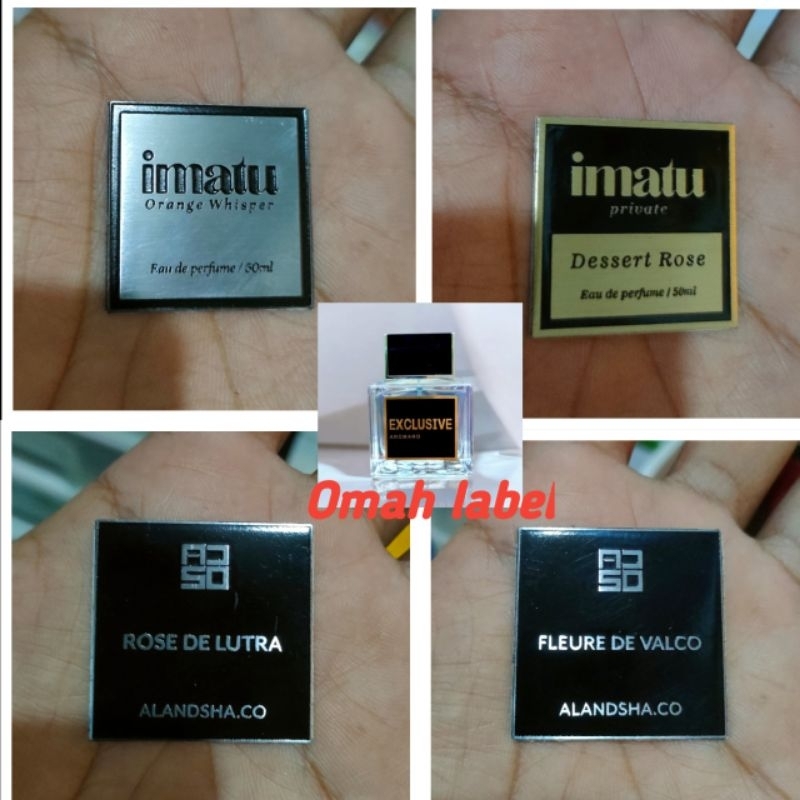 imatu
Orange Whisper
Eau de perfume / 50ml
imatu
private
Dessert Rose
Eau de perfume / 50ml
EXCLUSIVE
Omah label
ROSE DE LUTRA
ALANDSHA.CO
FLEURE DE VALCO
ALANDSHA.CO